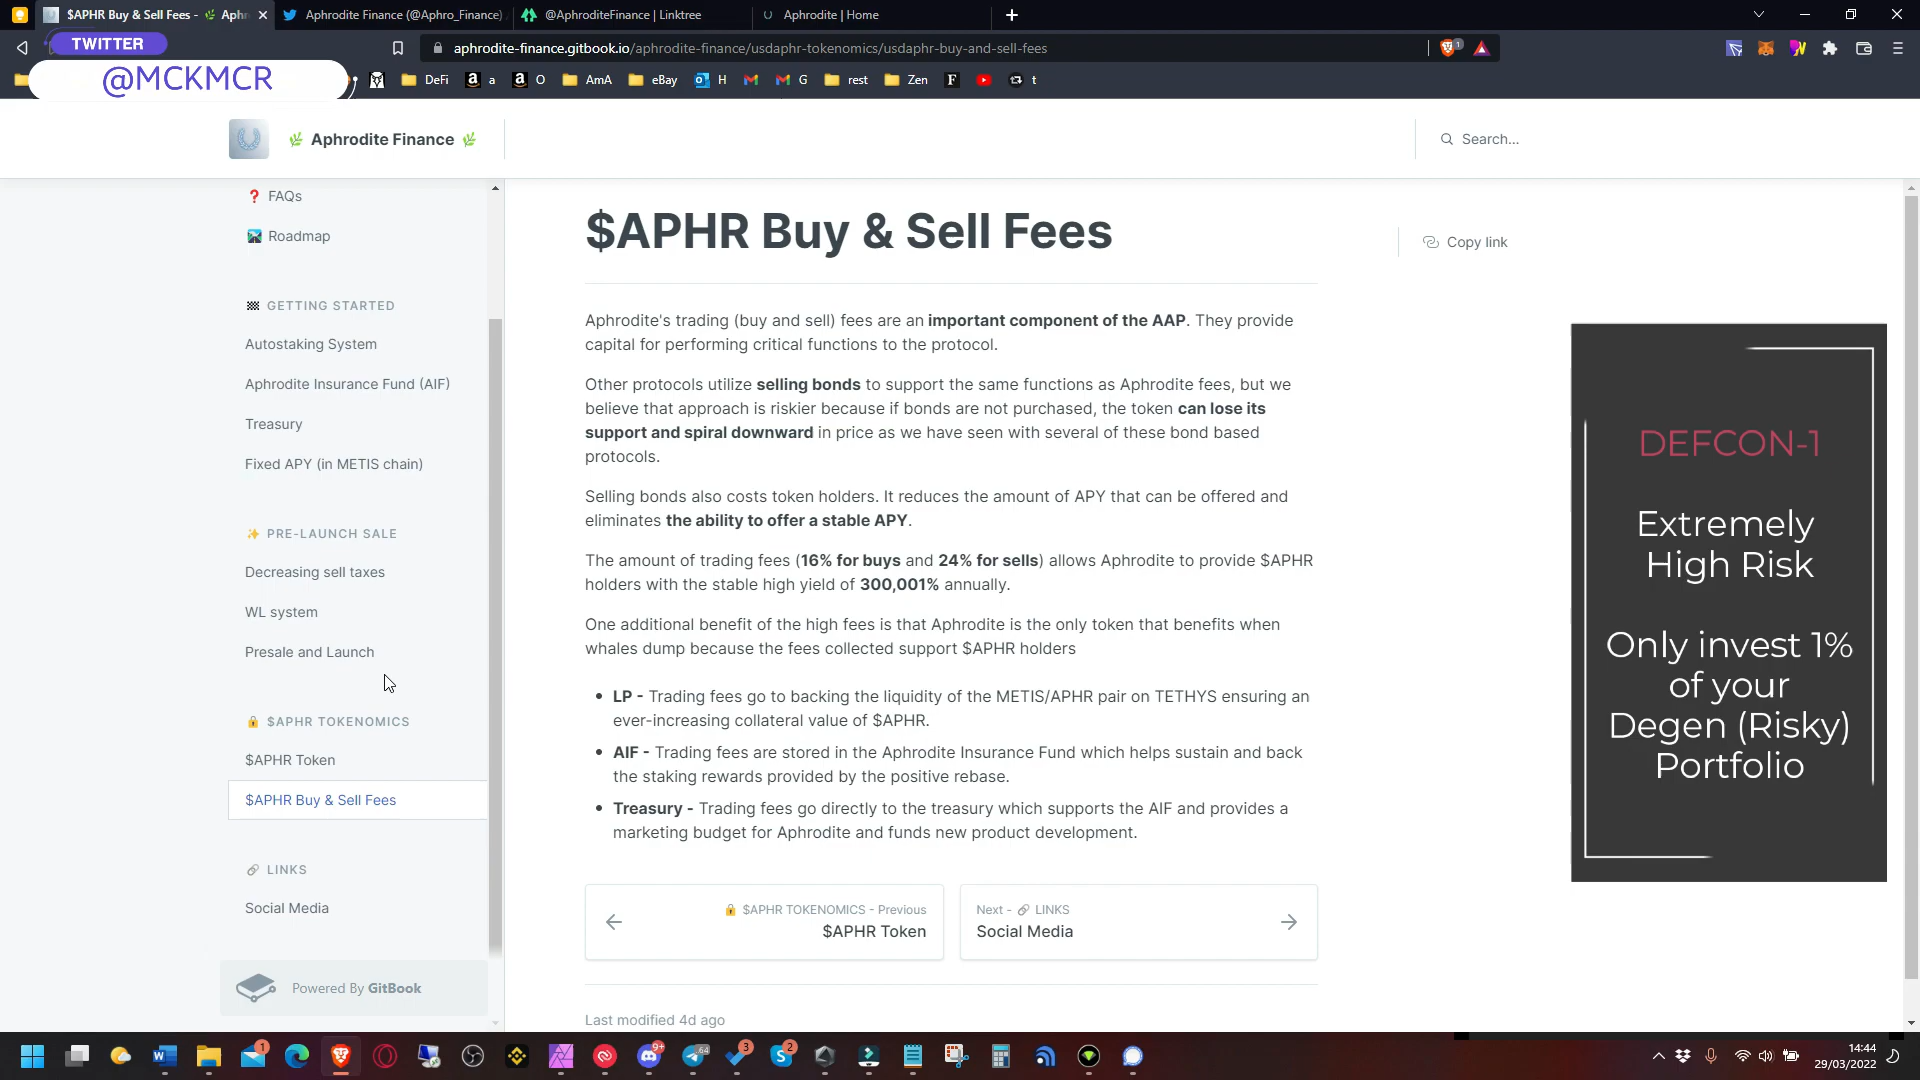 $APHR Buy & Sell Fees - Aphr
Aphrodite Finance (@Aphro_Finance)
@AphroditeFinance | Linktree
Aphrodite | Home
TWITTER
@MCKMCR
aphrodite-finance.gitbook.io/aphrodite-finance/usdaphr-tokenomics/usdaphr-buy-and-sell-fees
1
DeFi
a
O
AmA
eBay
H
G
rest
Zen
F
t
Aphrodite Finance
Search...
FAQs
Roadmap
GETTING STARTED
Autostaking System
Aphrodite Insurance Fund (AIF)
Treasury
Fixed APY (in METIS chain)
PRE-LAUNCH SALE
Decreasing sell taxes
WL system
Presale and Launch
$APHR TOKENOMICS
$APHR Token
$APHR Buy & Sell Fees
LINKS
Social Media
Powered By GitBook
$APHR Buy & Sell Fees
Copy link
Aphrodite's trading (buy and sell) fees are an important component of the AAP. They provide
capital for performing critical functions to the protocol.
Other protocols utilize selling bonds to support the same functions as Aphrodite fees, but we
believe that approach is riskier because if bonds are not purchased, the token can lose its
support and spiral downward in price as we have seen with several of these bond based
protocols.
Selling bonds also costs token holders. It reduces the amount of APY that can be offered and
eliminates the ability to offer a stable APY.
The amount of trading fees (16% for buys and 24% for sells) allows Aphrodite to provide $APHR
holders with the stable high yield of 300,001% annually.
One additional benefit of the high fees is that Aphrodite is the only token that benefits when
whales dump because the fees collected support $APHR holders
• LP - Trading fees go to backing the liquidity of the METIS/APHR pair on TETHYS ensuring an
ever-increasing collateral value of $APHR.
• AIF - Trading fees are stored in the Aphrodite Insurance Fund which helps sustain and back
the staking rewards provided by the positive rebase.
• Treasury - Trading fees go directly to the treasury which supports the AIF and provides a
marketing budget for Aphrodite and funds new product development.
$APHR TOKENOMICS - Previous
$APHR Token
Next - LINKS
Social Media
Last modified 4d ago
DEFCON-1
Extremely
High Risk
Only invest 1%
of your
Degen (Risky)
Portfolio
1
9+
64
3
2
14:44
29/03/2022